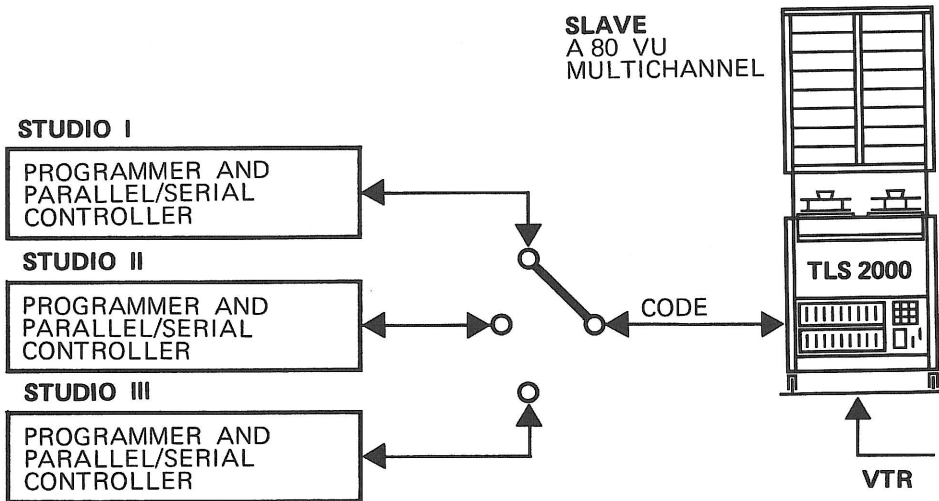 SLAVE
A 80 VU
MULTICHANNEL
STUDIO I
PROGRAMMER AND
PARALLEL/SERIAL
CONTROLLER
STUDIO II
PROGRAMMER AND
PARALLEL/SERIAL
CONTROLLER
STUDIO III
PROGRAMMER AND
PARALLEL/SERIAL
CONTROLLER
CODE
TLS 2000
VTR